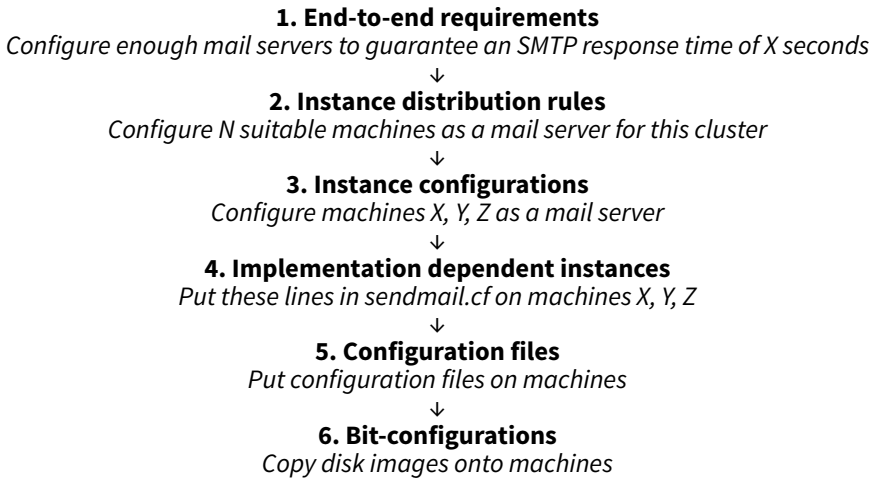 1. End-to-end requirements
Configure enough mail servers to guarantee an SMTP response time of X seconds
↓
2. Instance distribution rules
Configure N suitable machines as a mail server for this cluster
↓
3. Instance configurations
Configure machines X, Y, Z as a mail server
↓
4. Implementation dependent instances
Put these lines in sendmail.cf on machines X, Y, Z
↓
5. Configuration files
Put configuration files on machines
↓
6. Bit-configurations
Copy disk images onto machines